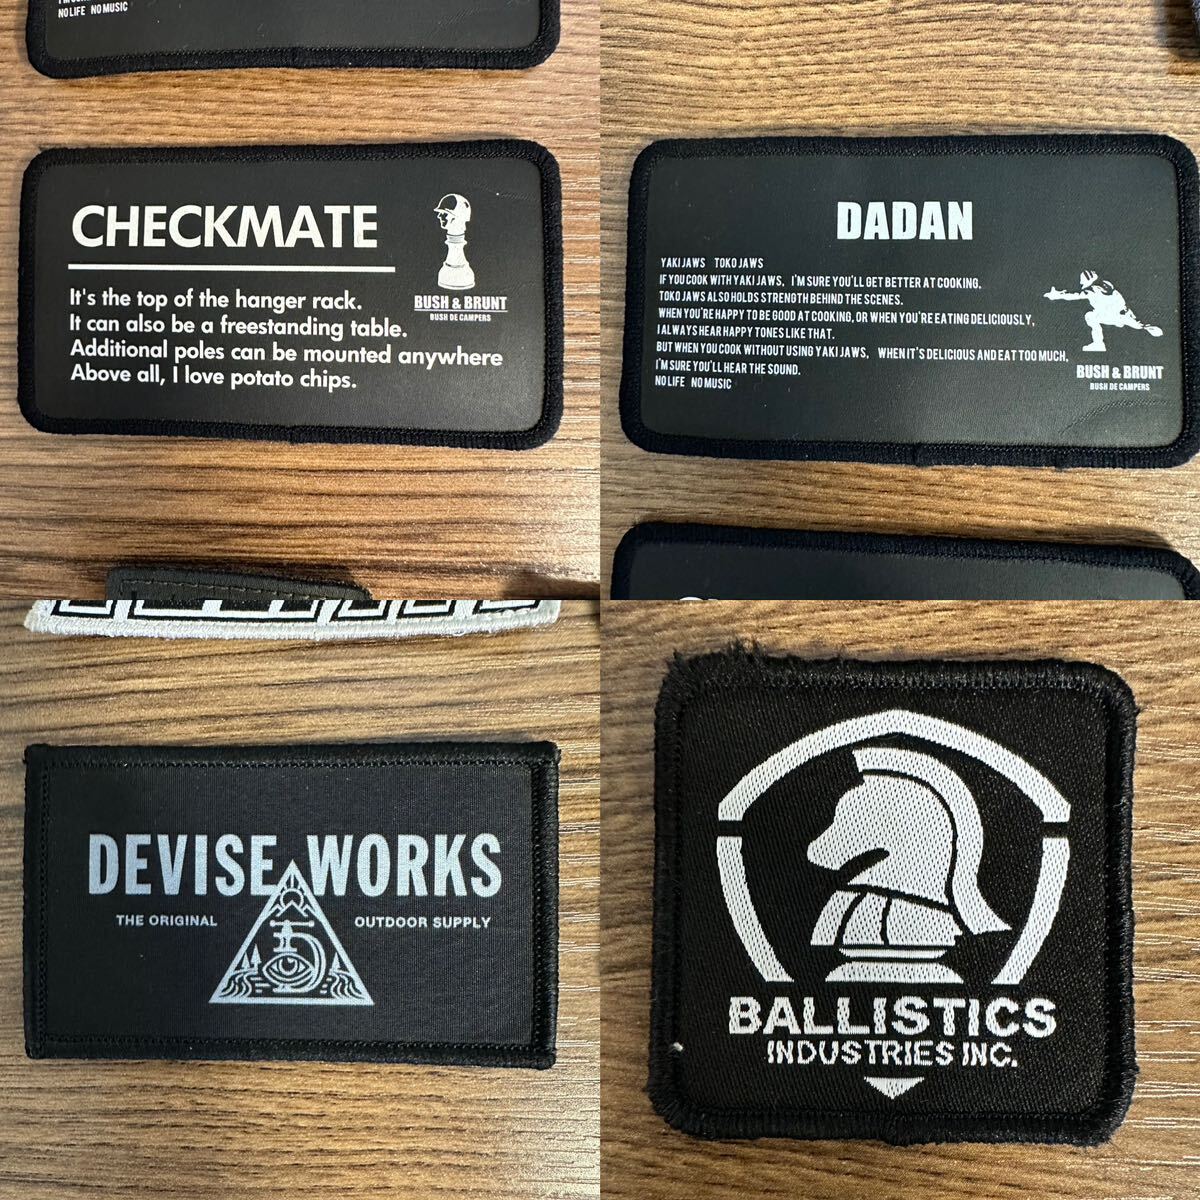 NO LIFE NO MUSIC
CHECKMATE
It's the top of the hanger rack.
It can also be a freestanding table.
Additional poles can be mounted anywhere
Above all, I love potato chips.
BUSH & BRUNT
BUSH DE CAMPERS
DADAN
YAKI JAWS TOKO JAWS
IF YOU COOK WITH YAKI JAWS, I'M SURE YOU'LL GET BETTER AT COOKING.
TOKO JAWS ALSO HOLDS STRENGTH BEHIND THE SCENES.
WHEN YOU'RE HAPPY TO BE GOOD AT COOKING, OR WHEN YOU'RE EATING DELICIOUSLY,
I ALWAYS HEAR HAPPY TONES LIKE THAT.
BUT WHEN YOU COOK WITHOUT USING YAKI JAWS, WHEN IT'S DELICIOUS AND EAT TOO MUCH,
I'M SURE YOU'LL HEAR THE SOUND.
NO LIFE NO MUSIC
BUSH & BRUNT
BUSH DE CAMPERS
DEVISE WORKS
THE ORIGINAL OUTDOOR SUPPLY
BALLISTICS
INDUSTRIES INC.